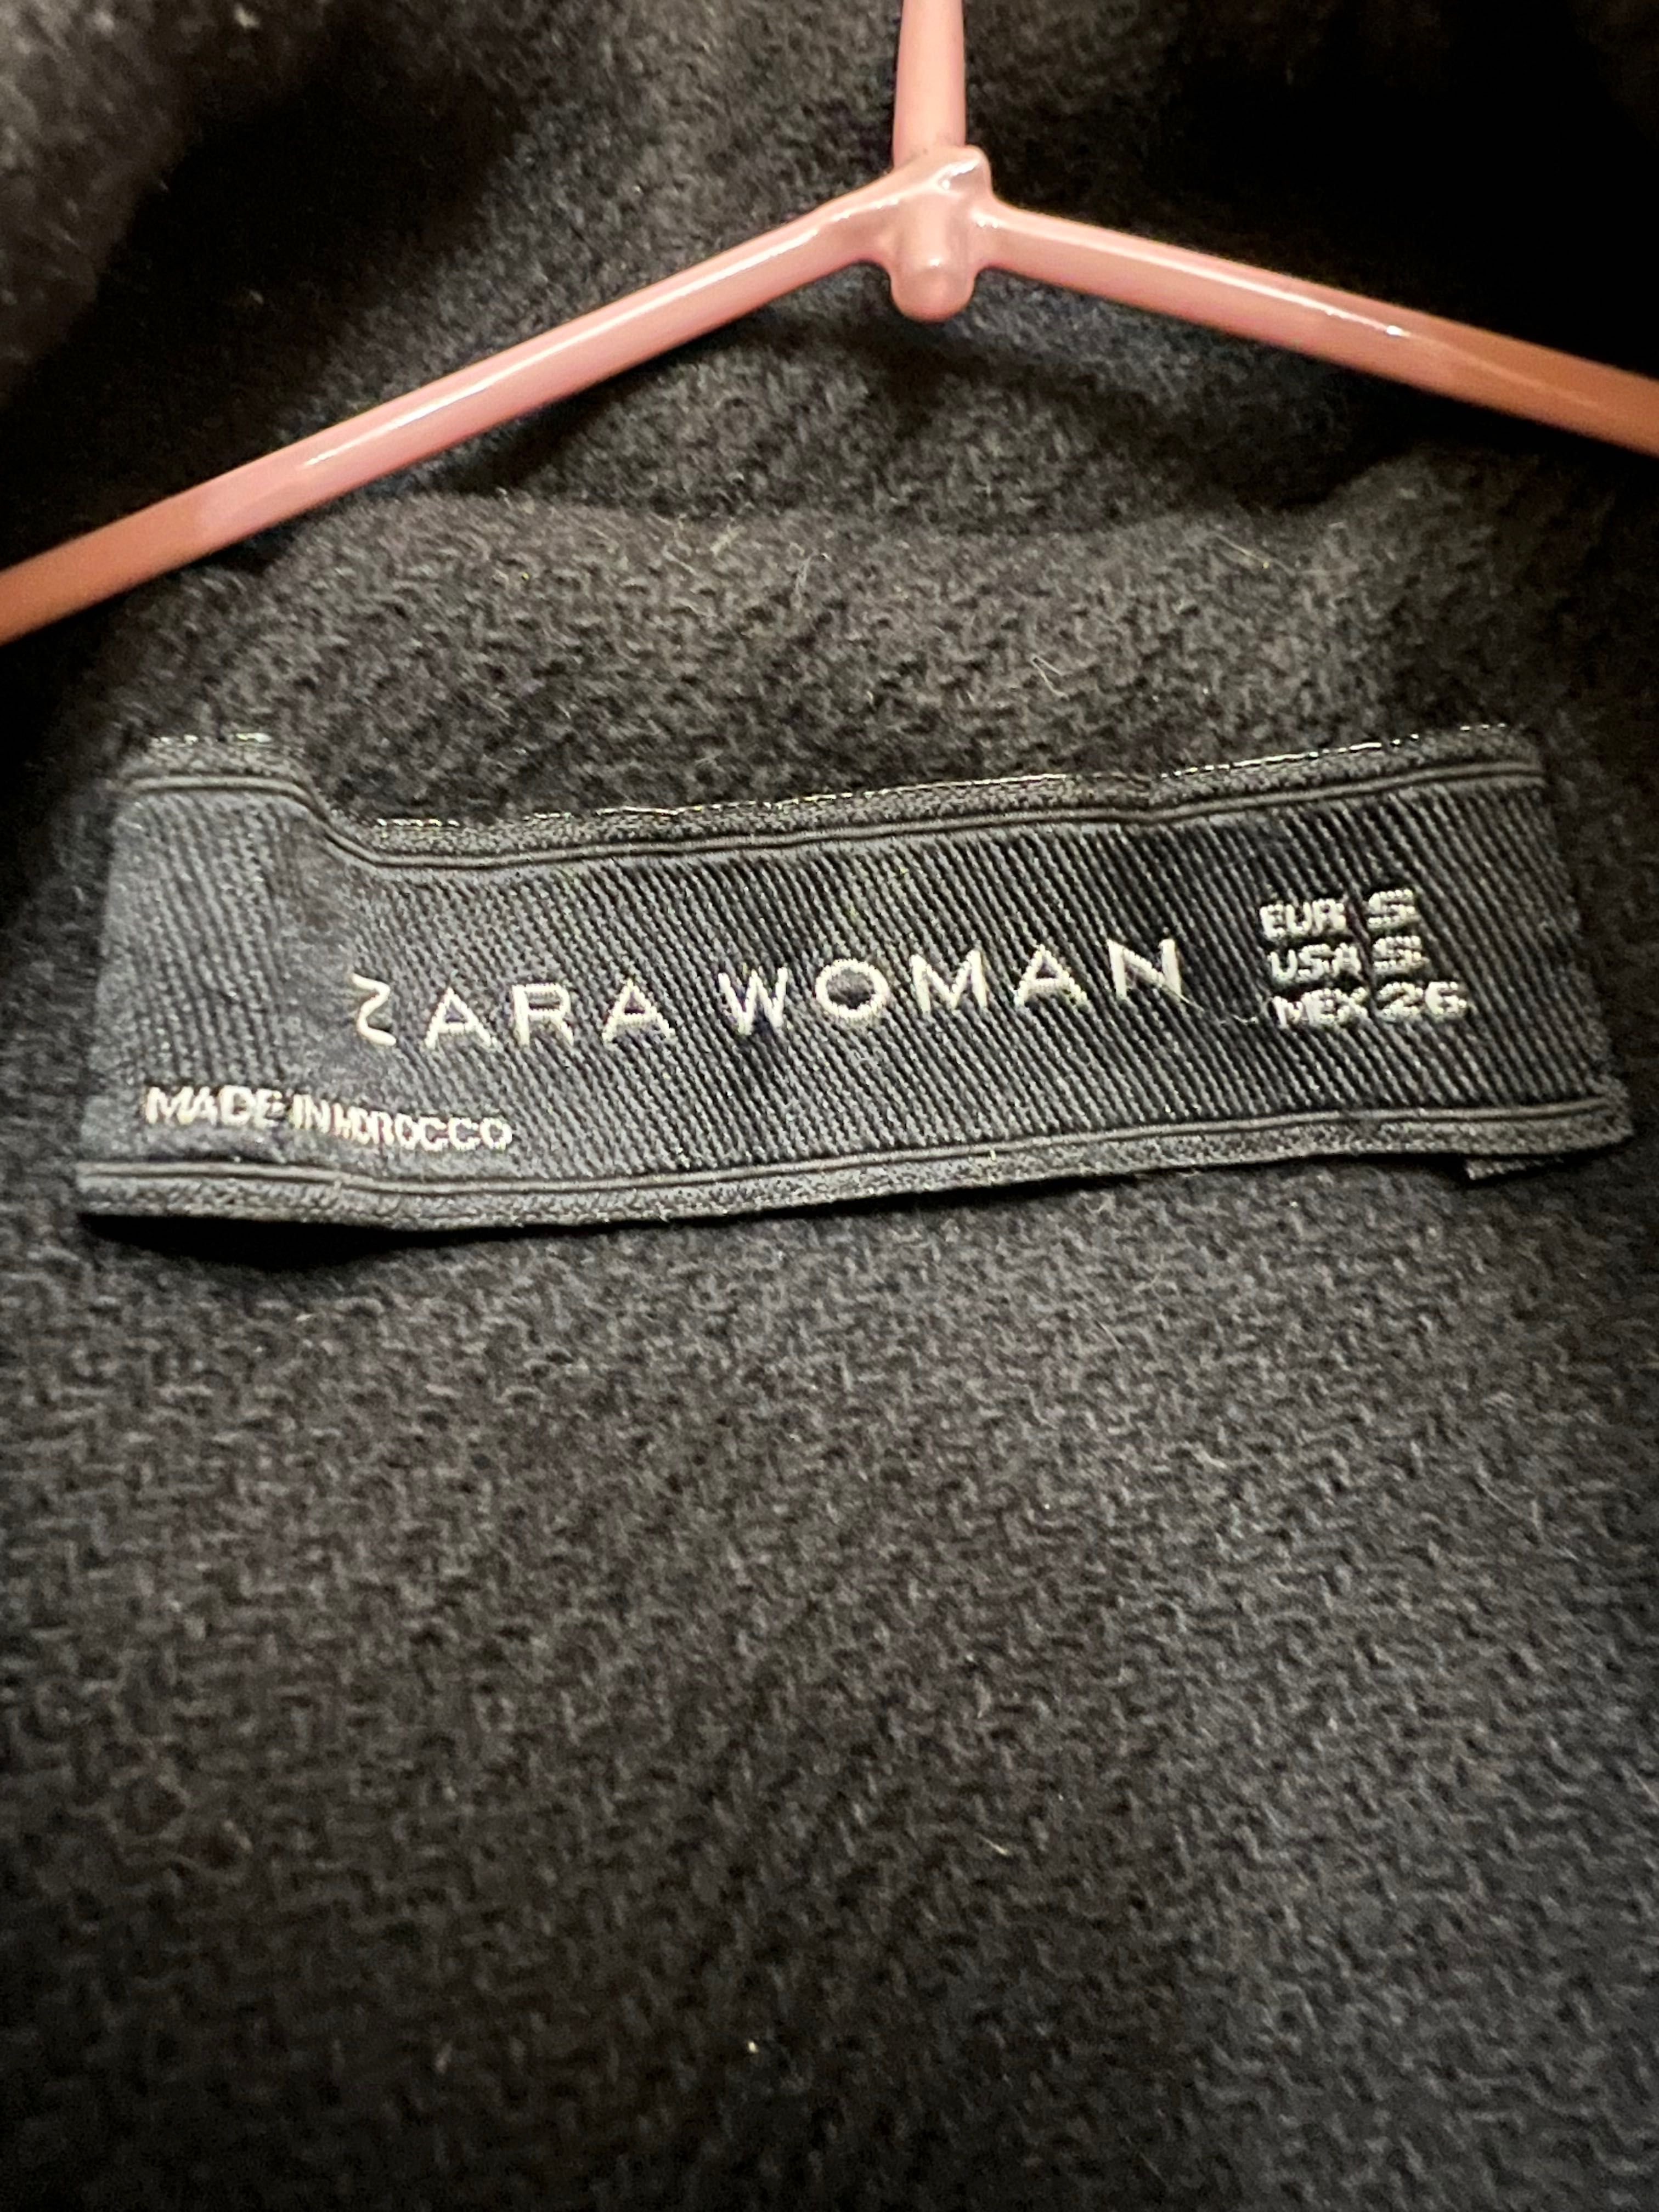 ZARA WOMAN
EUR S
USA S
MEX 26
MADE IN MOROCCO